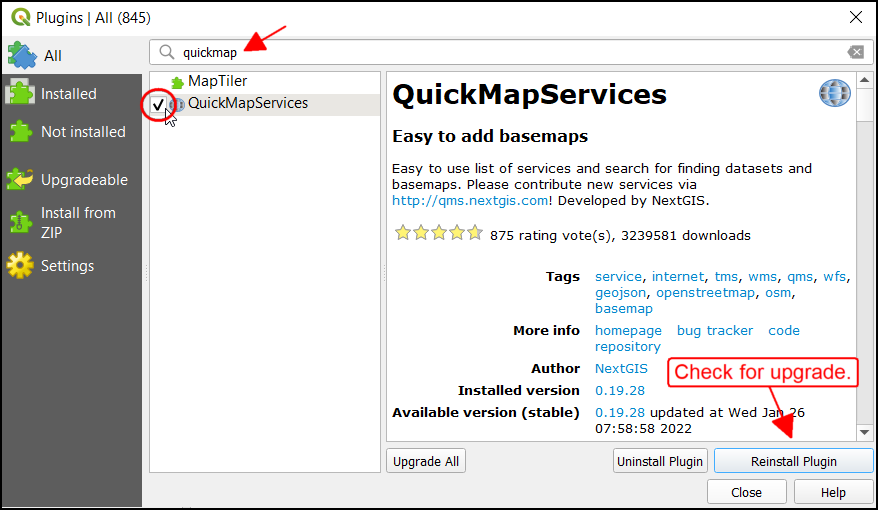 Plugins | All (845)
All
Installed
Not installed
Upgradeable
Install from
ZIP
Settings
quickmap
MapTiler
QuickMapServices
QuickMapServices
Easy to add basemaps
Easy to use list of services and search for finding datasets and
basemaps. Please contribute new services via
http://qms.nextgis.com! Developed by NextGIS.
875 rating vote(s), 3239581 downloads
Tags service, internet, tms, wms, qms, wfs,
geojson, openstreetmap, osm,
basemap
More info homepage bug tracker code
repository
Author NextGIS
Check for upgrade.
Installed version 0.19.28
Available version (stable) 0.19.28 updated at Wed Jan 26
07:58:58 2022
Upgrade All Uninstall Plugin Reinstall Plugin
Close Help